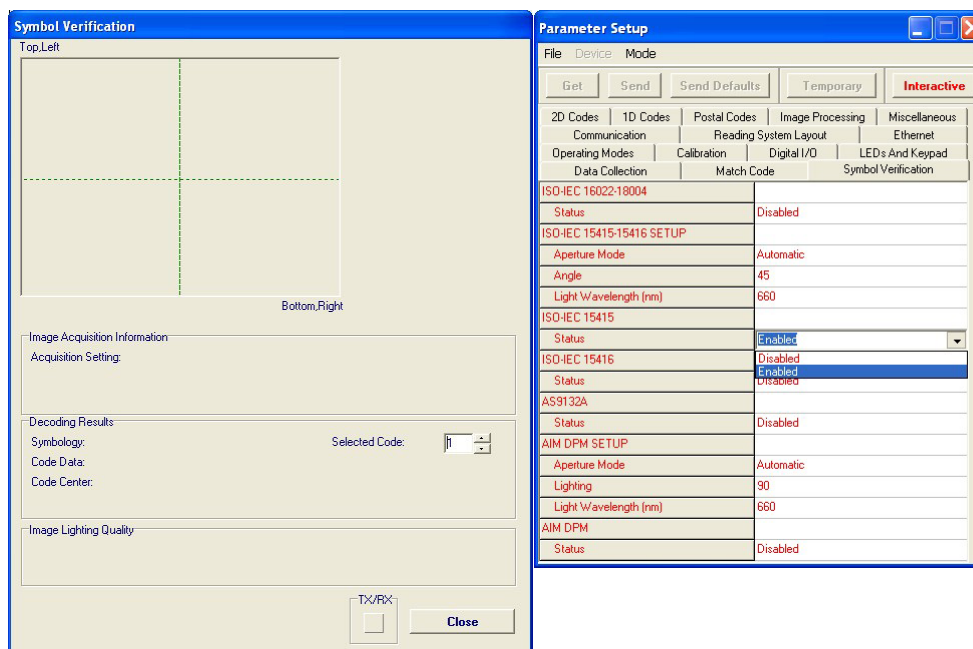 Symbol Verification
Top,Left
Bottom,Right
Image Acquisition Information
Acquisition Setting:
Decoding Results
Symbology:
Selected Code: 1
Code Data:
Code Center:
Image Lighting Quality
TX/RX
Close
Parameter Setup
File Device Mode
Get Send Send Defaults Temporary Interactive
2D Codes 1D Codes Postal Codes Image Processing Miscellaneous
Communication Reading System Layout Ethernet
Operating Modes Calibration Digital I/O LEDs And Keypad
Data Collection Match Code Symbol Verification
ISO-IEC 16022-18004
Status Disabled
ISO-IEC 15415-15416 SETUP
Aperture Mode Automatic
Angle 45
Light Wavelength (nm) 660
ISO-IEC 15415
Status Enabled
Disabled
Enabled
ISO-IEC 15416
Status Disabled
AS9132A
Status Disabled
AIM DPM SETUP
Aperture Mode Automatic
Lighting 90
Light Wavelength (nm) 660
AIM DPM
Status Disabled